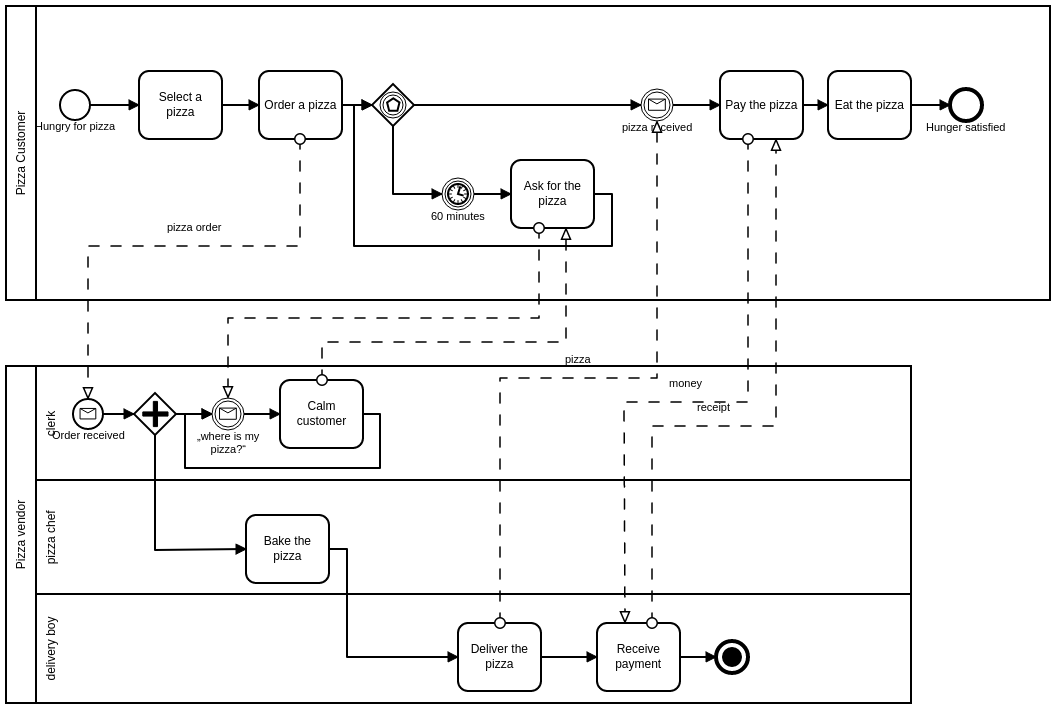 Pizza Customer
Hungry for pizza
Select a
pizza
Order a pizza
pizza received
Pay the pizza
Eat the pizza
Hunger satisfied
60 minutes
Ask for the
pizza
pizza order
pizza
money
receipt
Pizza vendor
clerk
Order received
„where is my
pizza?“
Calm
customer
pizza chef
Bake the
pizza
delivery boy
Deliver the
pizza
Receive
payment